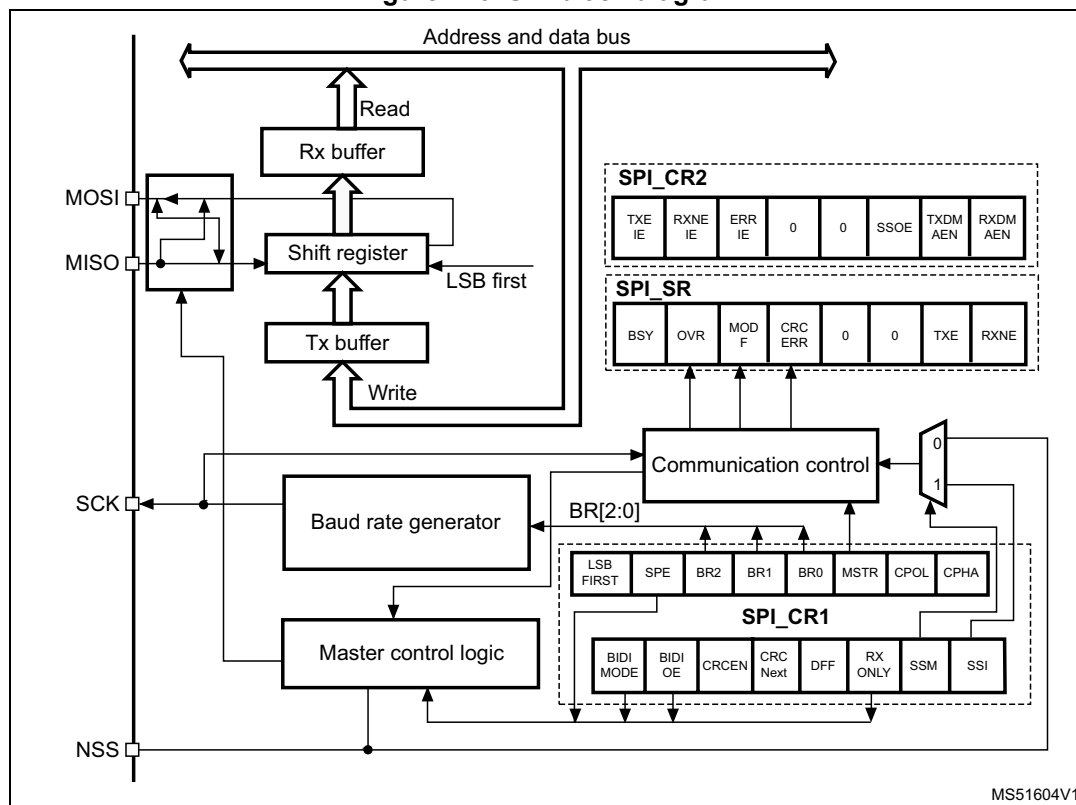 Address and data bus
Read
Rx buffer
MOSI
MISO
Shift register
LSB first
Tx buffer
Write
SPI_CR2
TXE
IE
RXNE
IE
ERR
IE
0
0
SSOE
TXDM
AEN
RXDM
AEN
SPI_SR
BSY
OVR
MOD
F
CRC
ERR
0
0
TXE
RXNE
Communication control
0
1
SCK
Baud rate generator
BR[2:0]
LSB
FIRST
SPE
BR2
BR1
BR0
MSTR
CPOL
CPHA
SPI_CR1
Master control logic
BIDI
MODE
BIDI
OE
CRCEN
CRC
Next
DFF
RX
ONLY
SSM
SSI
NSS
MS51604V1